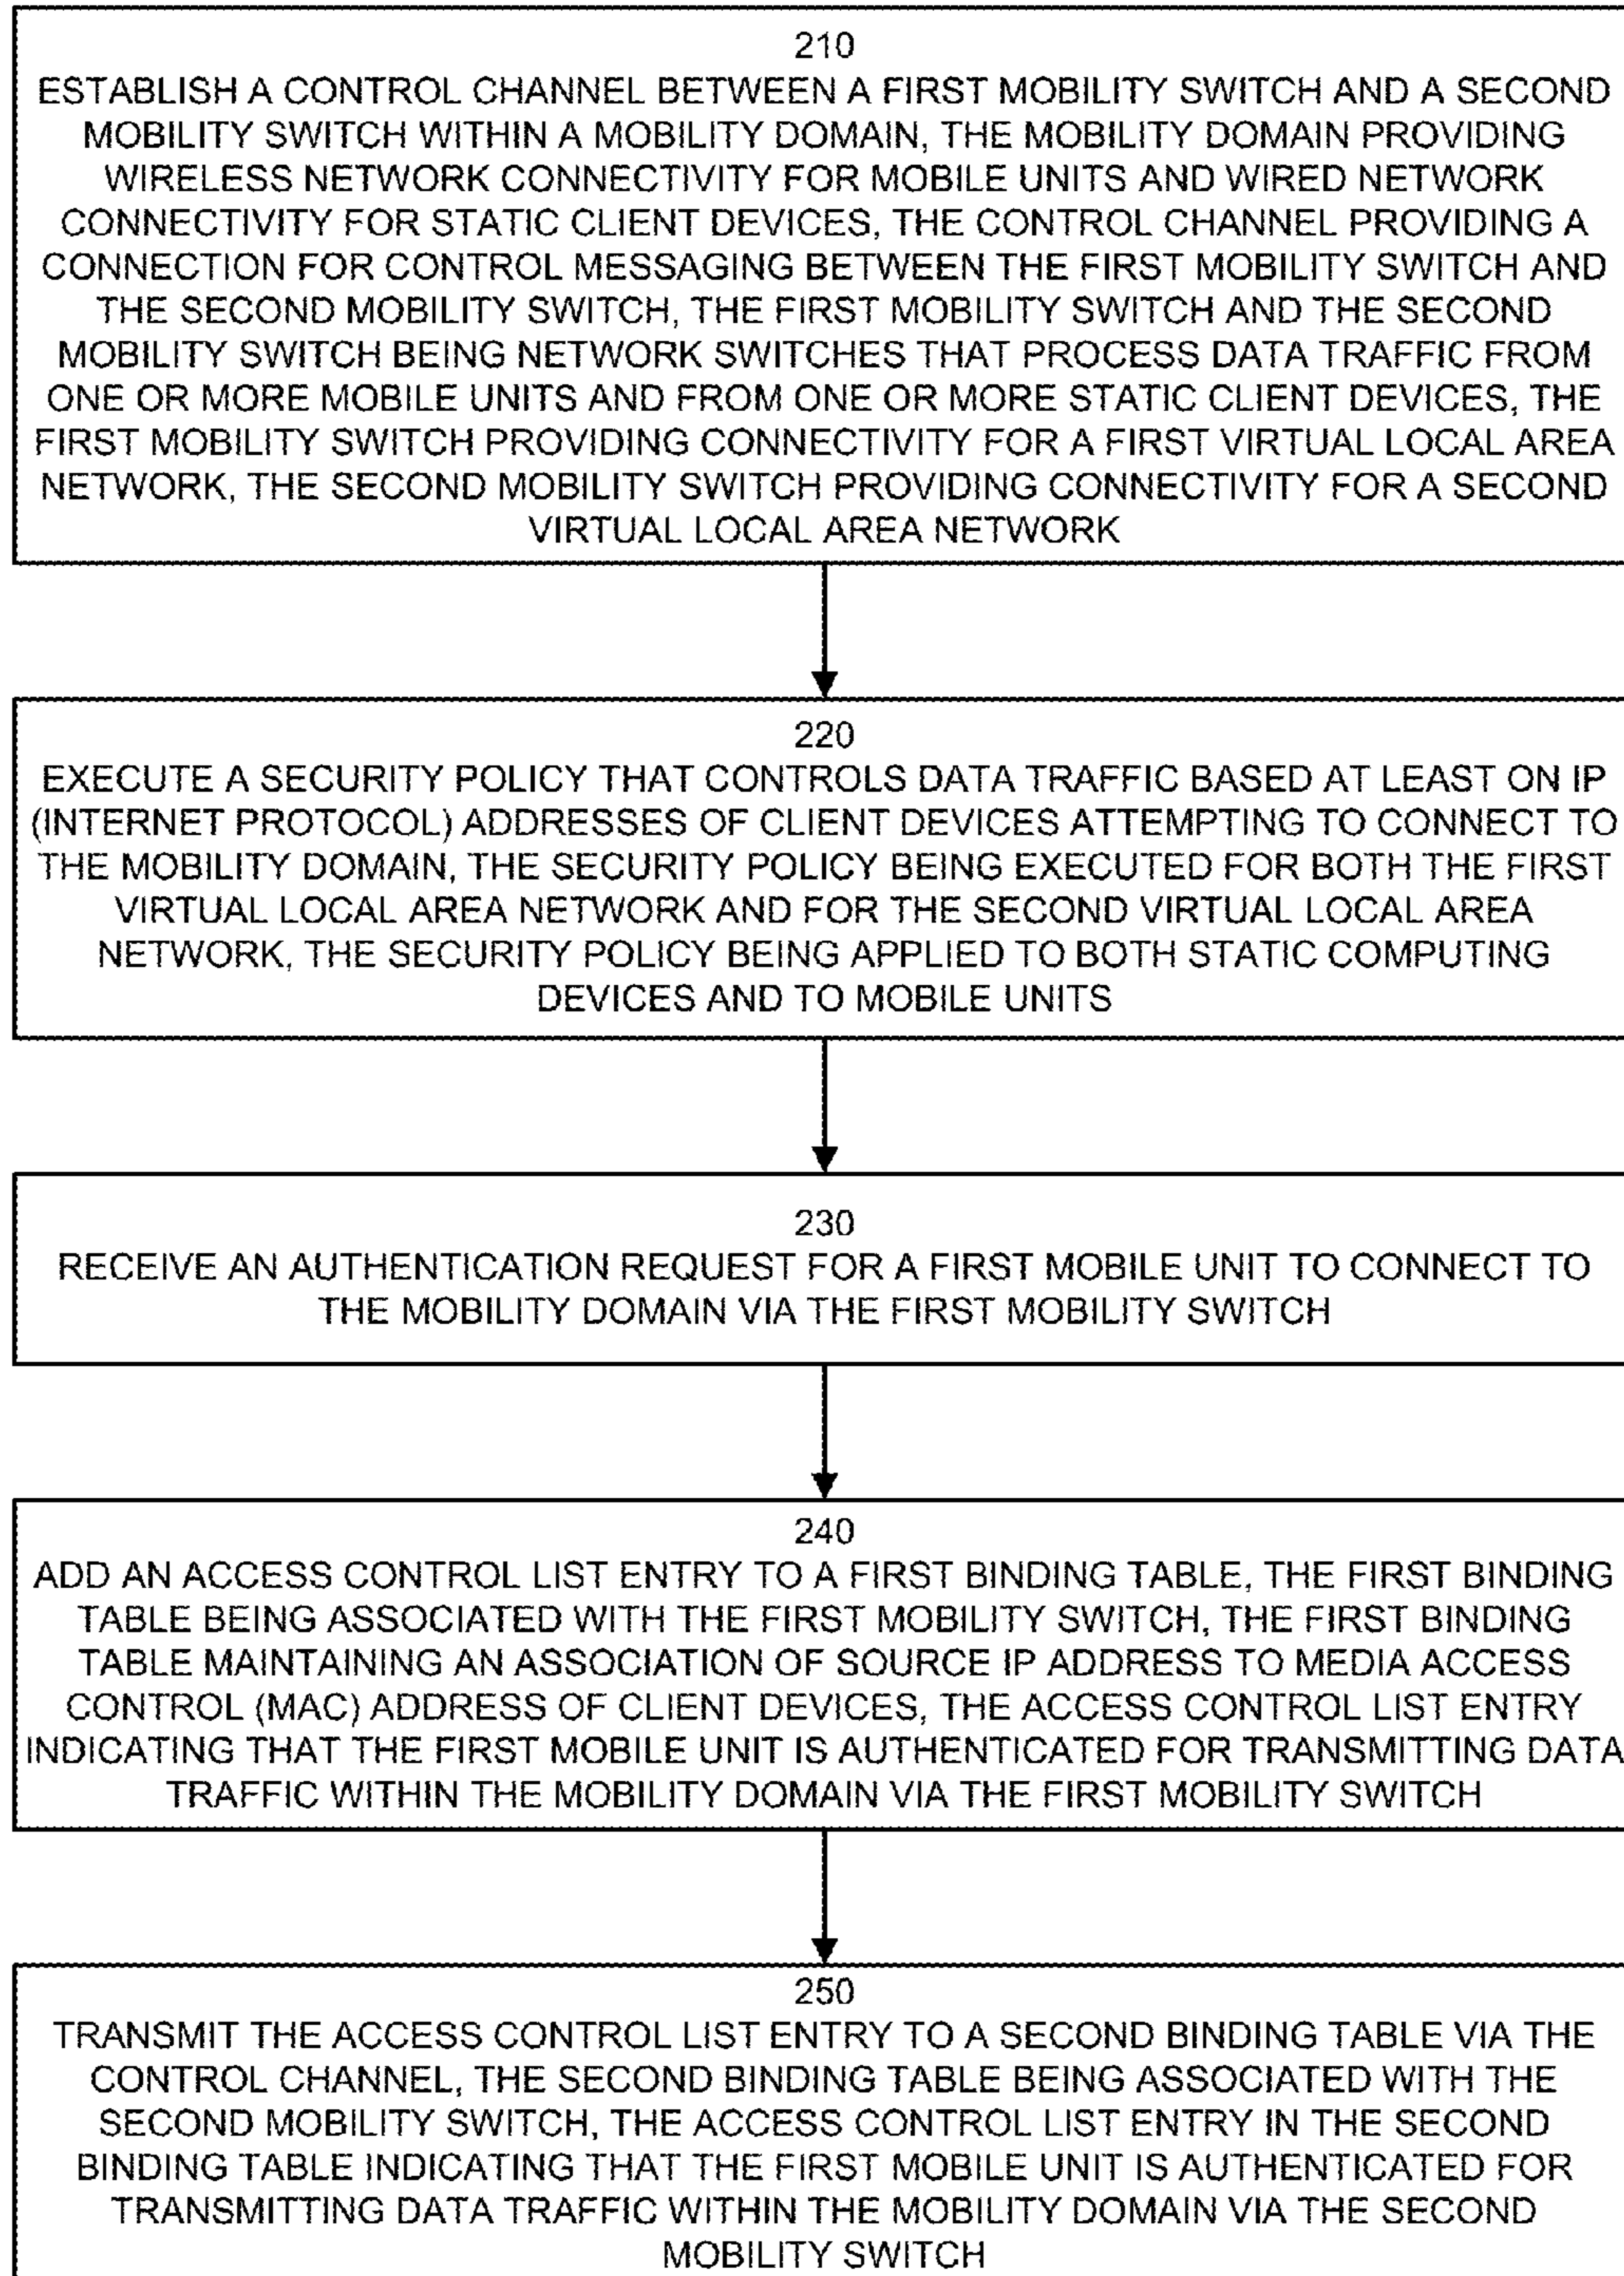 210
ESTABLISH A CONTROL CHANNEL BETWEEN A FIRST MOBILITY SWITCH AND A SECOND
MOBILITY SWITCH WITHIN A MOBILITY DOMAIN, THE MOBILITY DOMAIN PROVIDING
WIRELESS NETWORK CONNECTIVITY FOR MOBILE UNITS AND WIRED NETWORK
CONNECTIVITY FOR STATIC CLIENT DEVICES, THE CONTROL CHANNEL PROVIDING A
CONNECTION FOR CONTROL MESSAGING BETWEEN THE FIRST MOBILITY SWITCH AND
THE SECOND MOBILITY SWITCH, THE FIRST MOBILITY SWITCH AND THE SECOND
MOBILITY SWITCH BEING NETWORK SWITCHES THAT PROCESS DATA TRAFFIC FROM
ONE OR MORE MOBILE UNITS AND FROM ONE OR MORE STATIC CLIENT DEVICES, THE
FIRST MOBILITY SWITCH PROVIDING CONNECTIVITY FOR A FIRST VIRTUAL LOCAL AREA
NETWORK, THE SECOND MOBILITY SWITCH PROVIDING CONNECTIVITY FOR A SECOND
VIRTUAL LOCAL AREA NETWORK
220
EXECUTE A SECURITY POLICY THAT CONTROLS DATA TRAFFIC BASED AT LEAST ON IP
(INTERNET PROTOCOL) ADDRESSES OF CLIENT DEVICES ATTEMPTING TO CONNECT TO
THE MOBILITY DOMAIN, THE SECURITY POLICY BEING EXECUTED FOR BOTH THE FIRST
VIRTUAL LOCAL AREA NETWORK AND FOR THE SECOND VIRTUAL LOCAL AREA
NETWORK, THE SECURITY POLICY BEING APPLIED TO BOTH STATIC COMPUTING
DEVICES AND TO MOBILE UNITS
230
RECEIVE AN AUTHENTICATION REQUEST FOR A FIRST MOBILE UNIT TO CONNECT TO
THE MOBILITY DOMAIN VIA THE FIRST MOBILITY SWITCH
240
ADD AN ACCESS CONTROL LIST ENTRY TO A FIRST BINDING TABLE, THE FIRST BINDING
TABLE BEING ASSOCIATED WITH THE FIRST MOBILITY SWITCH, THE FIRST BINDING
TABLE MAINTAINING AN ASSOCIATION OF SOURCE IP ADDRESS TO MEDIA ACCESS
CONTROL (MAC) ADDRESS OF CLIENT DEVICES, THE ACCESS CONTROL LIST ENTRY
INDICATING THAT THE FIRST MOBILE UNIT IS AUTHENTICATED FOR TRANSMITTING DATA
TRAFFIC WITHIN THE MOBILITY DOMAIN VIA THE FIRST MOBILITY SWITCH
250
TRANSMIT THE ACCESS CONTROL LIST ENTRY TO A SECOND BINDING TABLE VIA THE
CONTROL CHANNEL, THE SECOND BINDING TABLE BEING ASSOCIATED WITH THE
SECOND MOBILITY SWITCH, THE ACCESS CONTROL LIST ENTRY IN THE SECOND
BINDING TABLE INDICATING THAT THE FIRST MOBILE UNIT IS AUTHENTICATED FOR
TRANSMITTING DATA TRAFFIC WITHIN THE MOBILITY DOMAIN VIA THE SECOND
MOBILITY SWITCH